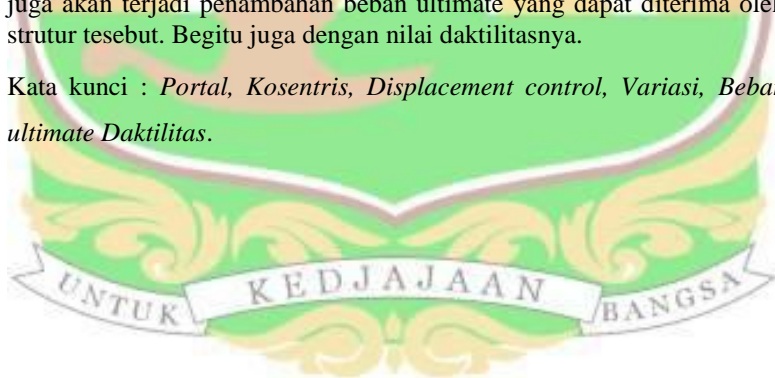 juga akan terjadi penambahan beban ultimate yang dapat diterima oleh
strutur tesebut. Begitu juga dengan nilai daktilitasnya.
Kata kunci : Portal, Kosentris, Displacement control, Variasi, Beban
ultimate Daktilitas.
UNTUK KEDJAJAAN BANGSA